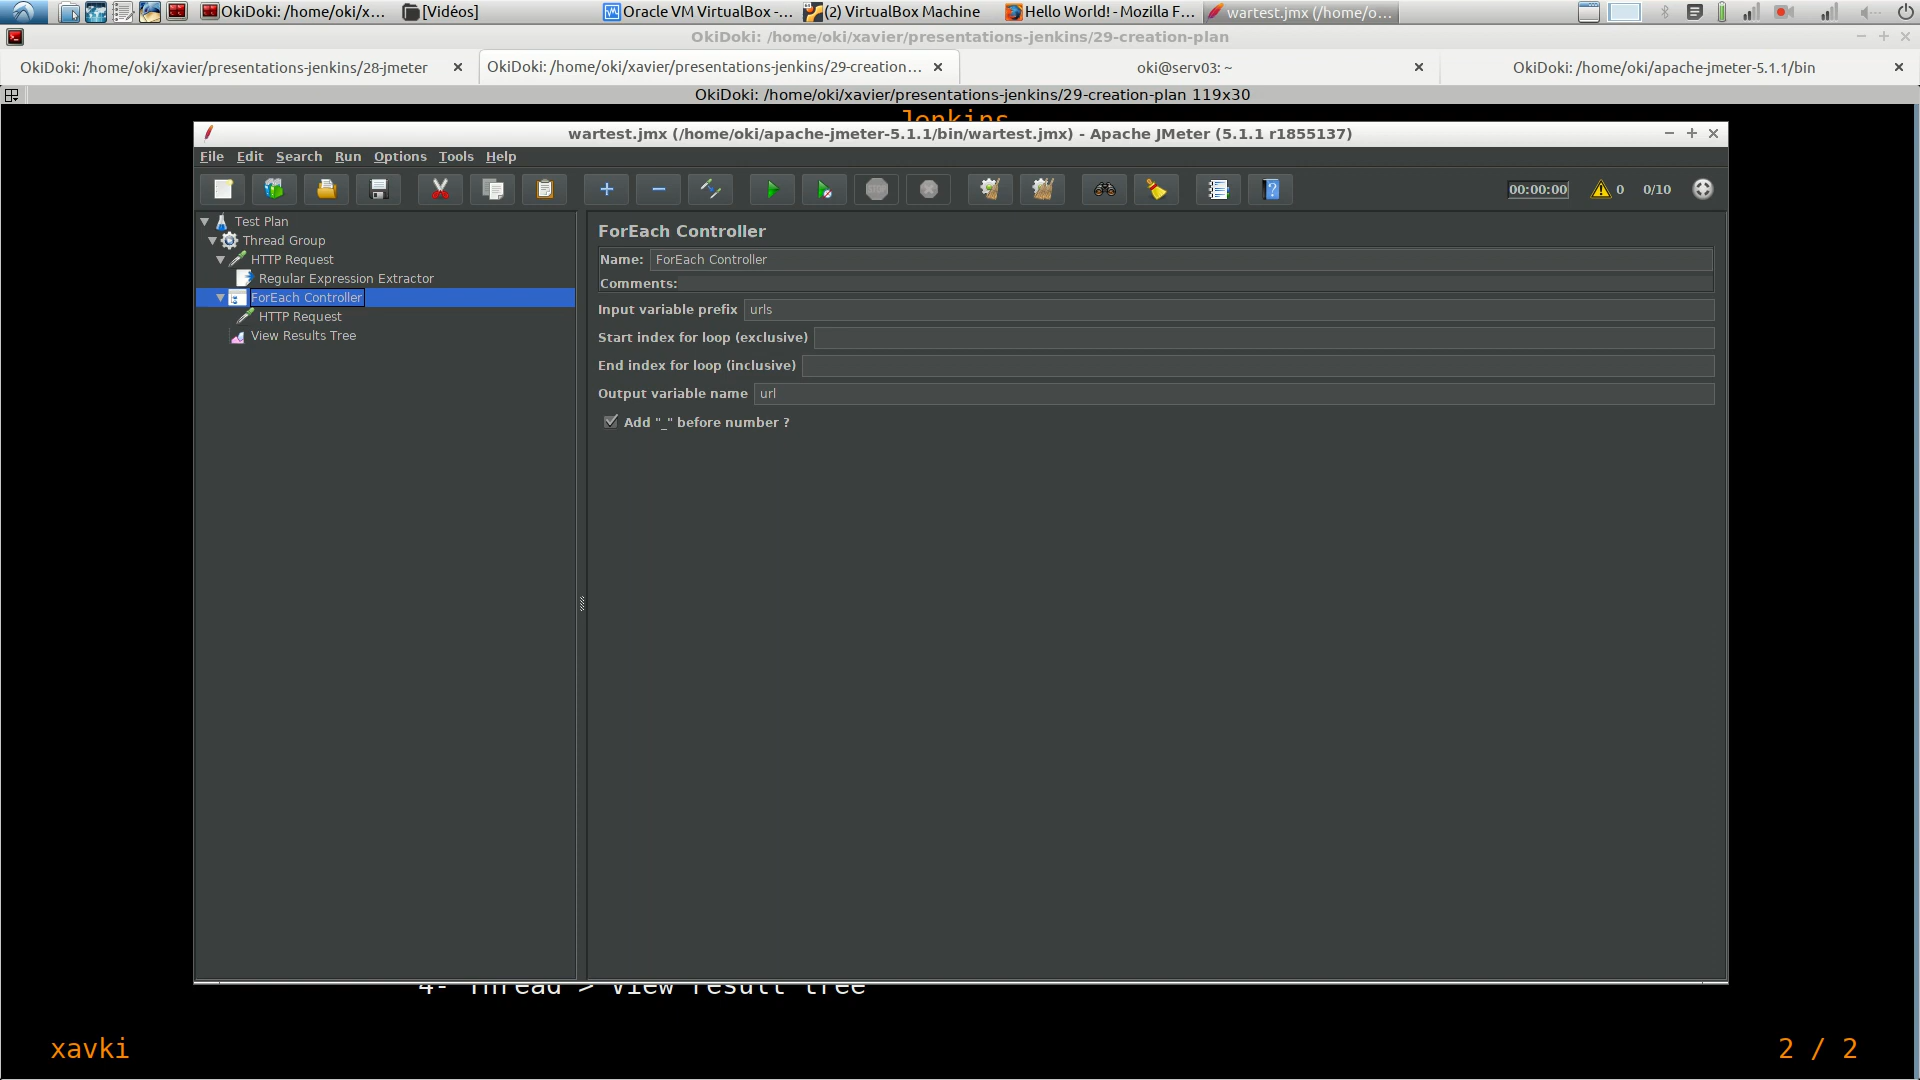 OkiDoki: /home/oki/x...
[Vidéos]
Oracle VM VirtualBox -...
(2) VirtualBox Machine
Hello World! - Mozilla F...
wartest.jmx (/home/o...
OkiDoki: /home/oki/xavier/presentations-jenkins/29-creation-plan
OkiDoki: /home/oki/xavier/presentations-jenkins/28-jmeter
OkiDoki: /home/oki/xavier/presentations-jenkins/29-creation...
oki@serv03: ~
OkiDoki: /home/oki/apache-jmeter-5.1.1/bin
OkiDoki: /home/oki/xavier/presentations-jenkins/29-creation-plan 119x30
Jenkins
wartest.jmx (/home/oki/apache-jmeter-5.1.1/bin/wartest.jmx) - Apache JMeter (5.1.1 r1855137)
File Edit Search Run Options Tools Help
00:00:00 0 0/10
Test Plan
Thread Group
HTTP Request
Regular Expression Extractor
ForEach Controller
HTTP Request
View Results Tree
ForEach Controller
Name: ForEach Controller
Comments:
Input variable prefix urls
Start index for loop (exclusive)
End index for loop (inclusive)
Output variable name url
Add "_" before number ?
4- Thread > View result tree
xavki
2 / 2